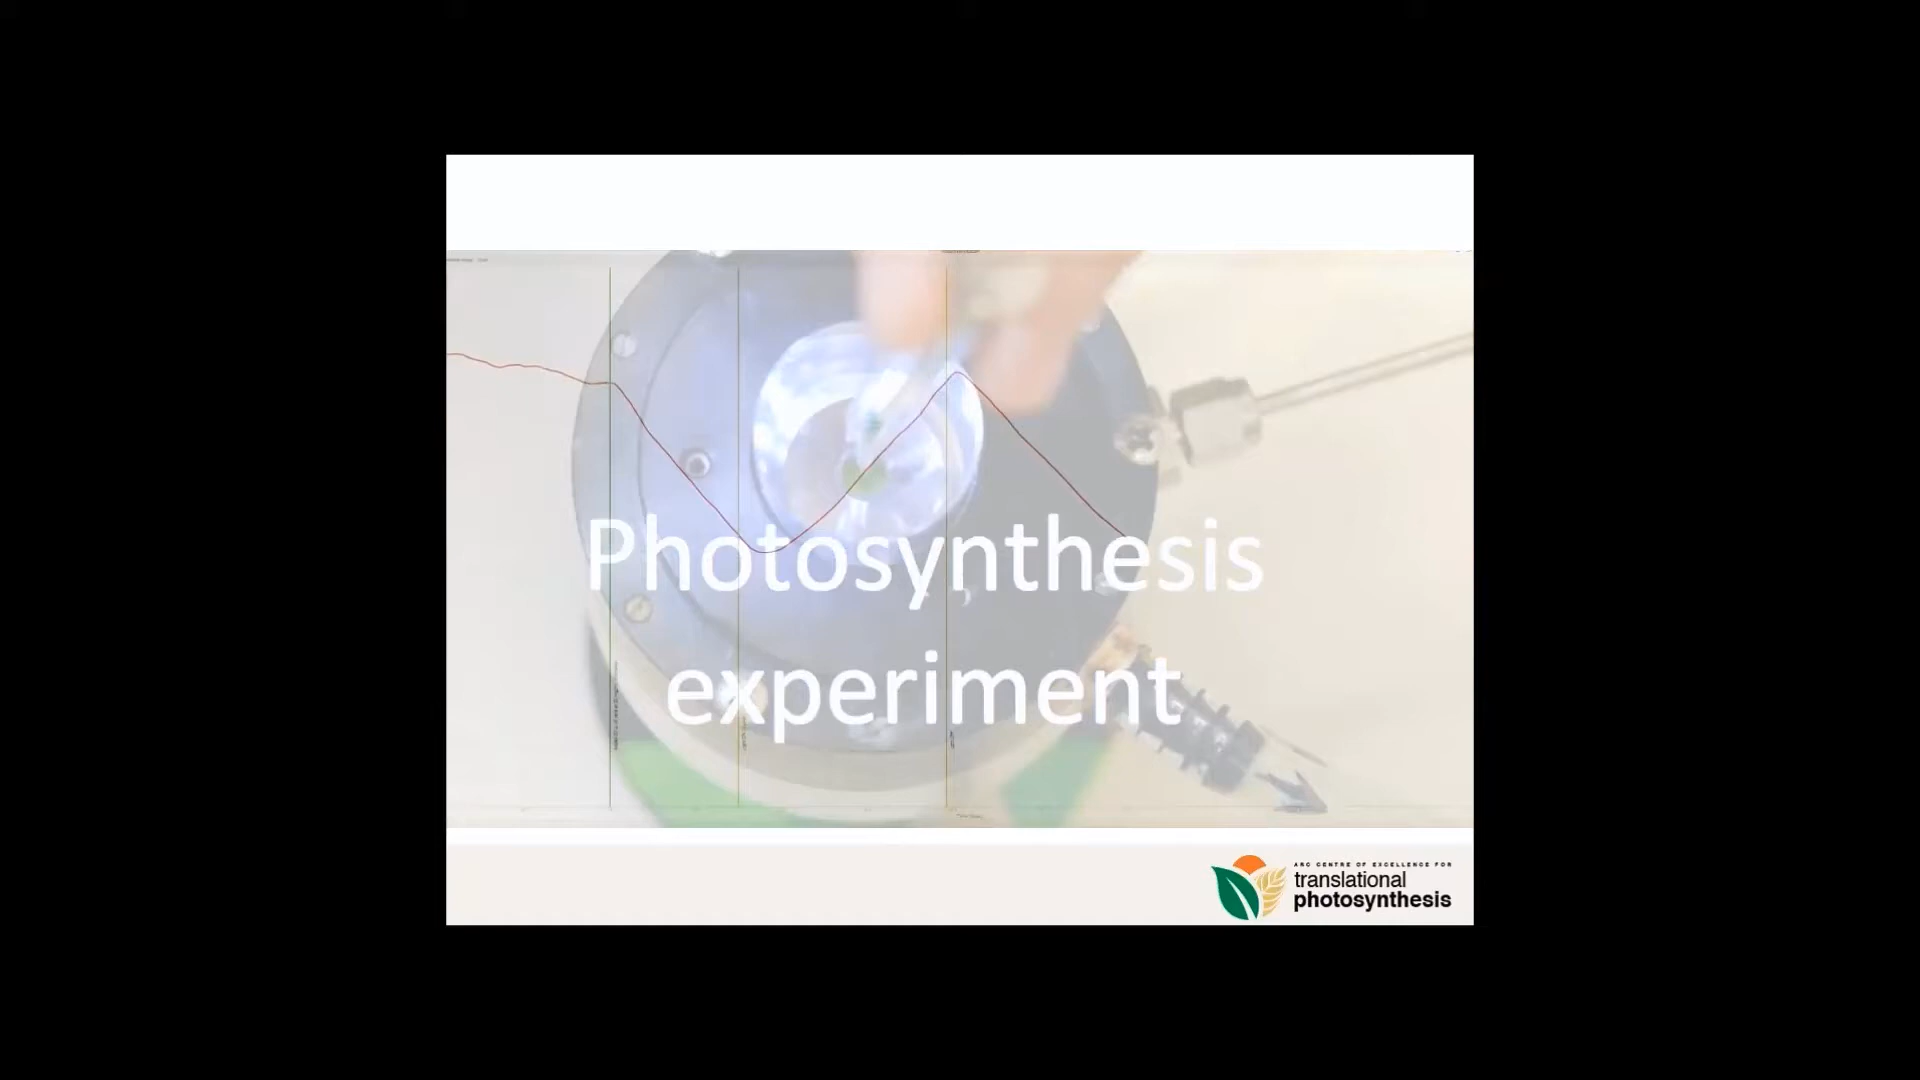 Photosynthesis
experiment
ARC CENTRE OF EXCELLENCE FOR
translational
photosynthesis